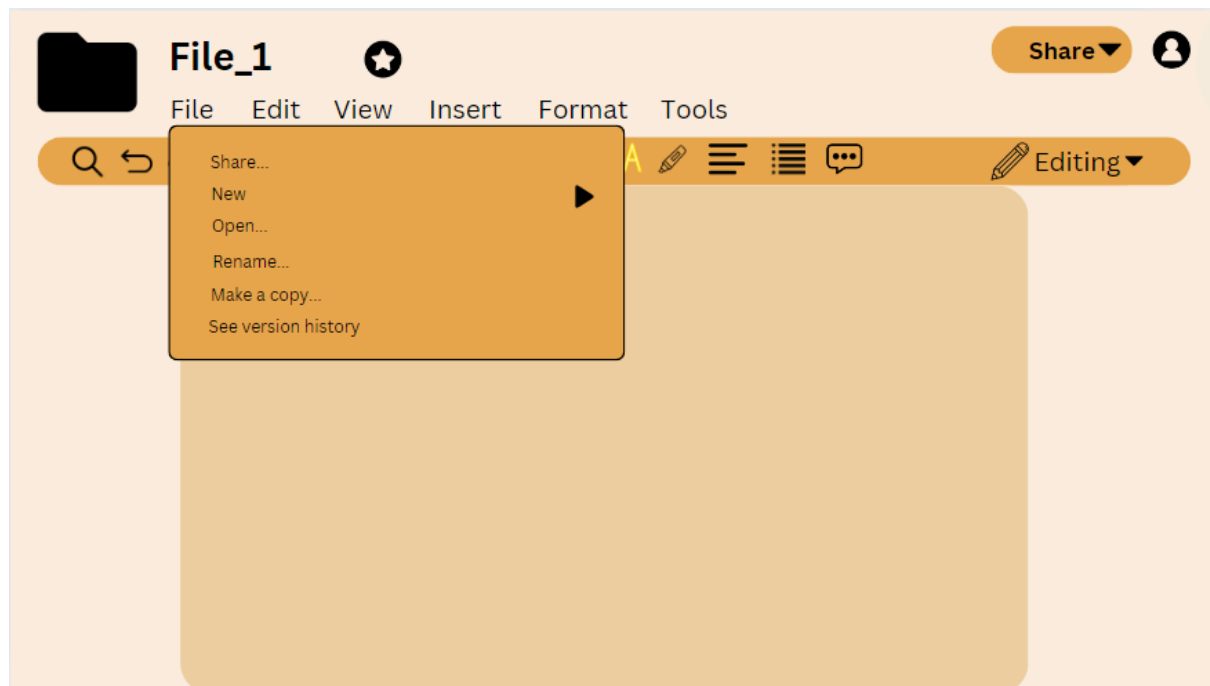 File_1
Share
File Edit View Insert Format Tools
A
Editing
Share...
New
Open...
Rename...
Make a copy...
See version history